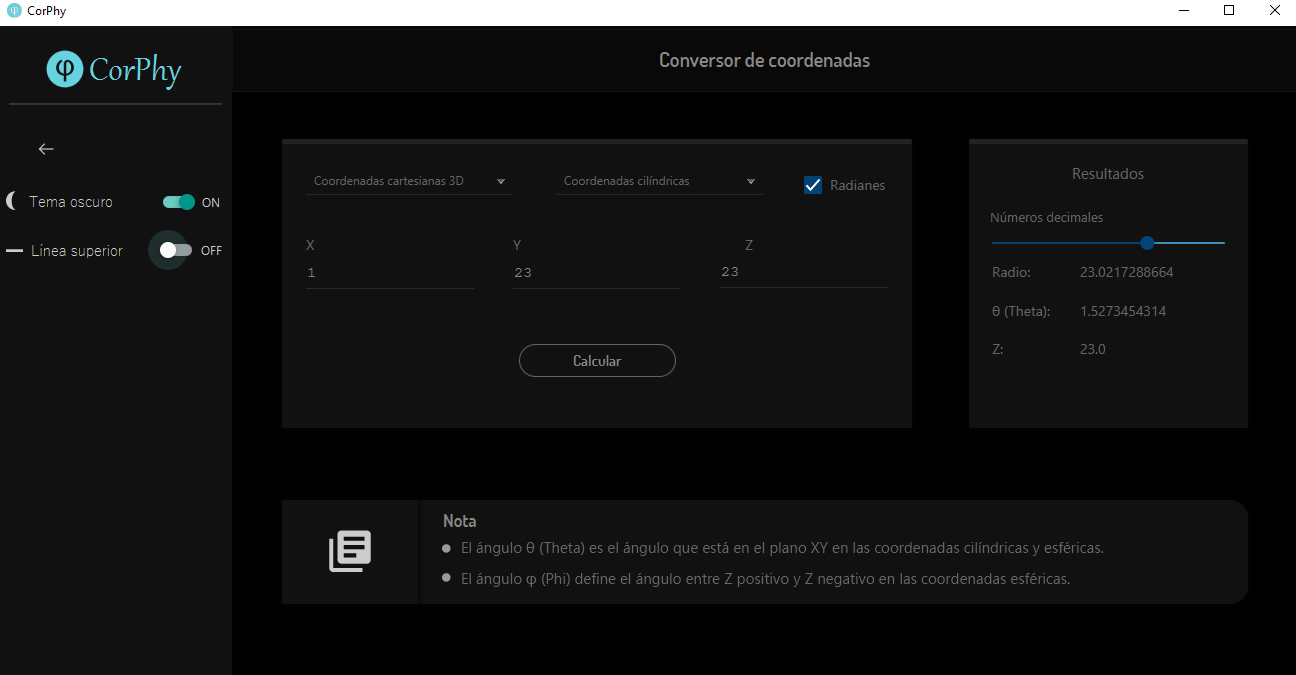 CorPhy
φ CorPhy
Conversor de coordenadas
Tema oscuro ON
Línea superior OFF
Coordenadas cartesianas 3D
Coordenadas cilíndricas
Radianes
X Y Z
1 23 23
Calcular
Resultados
Números decimales
Radio: 23.0217288664
θ (Theta): 1.5273454314
Z: 23.0
Nota
El ángulo θ (Theta) es el ángulo que está en el plano XY en las coordenadas cilíndricas y esféricas.
El ángulo φ (Phi) define el ángulo entre Z positivo y Z negativo en las coordenadas esféricas.